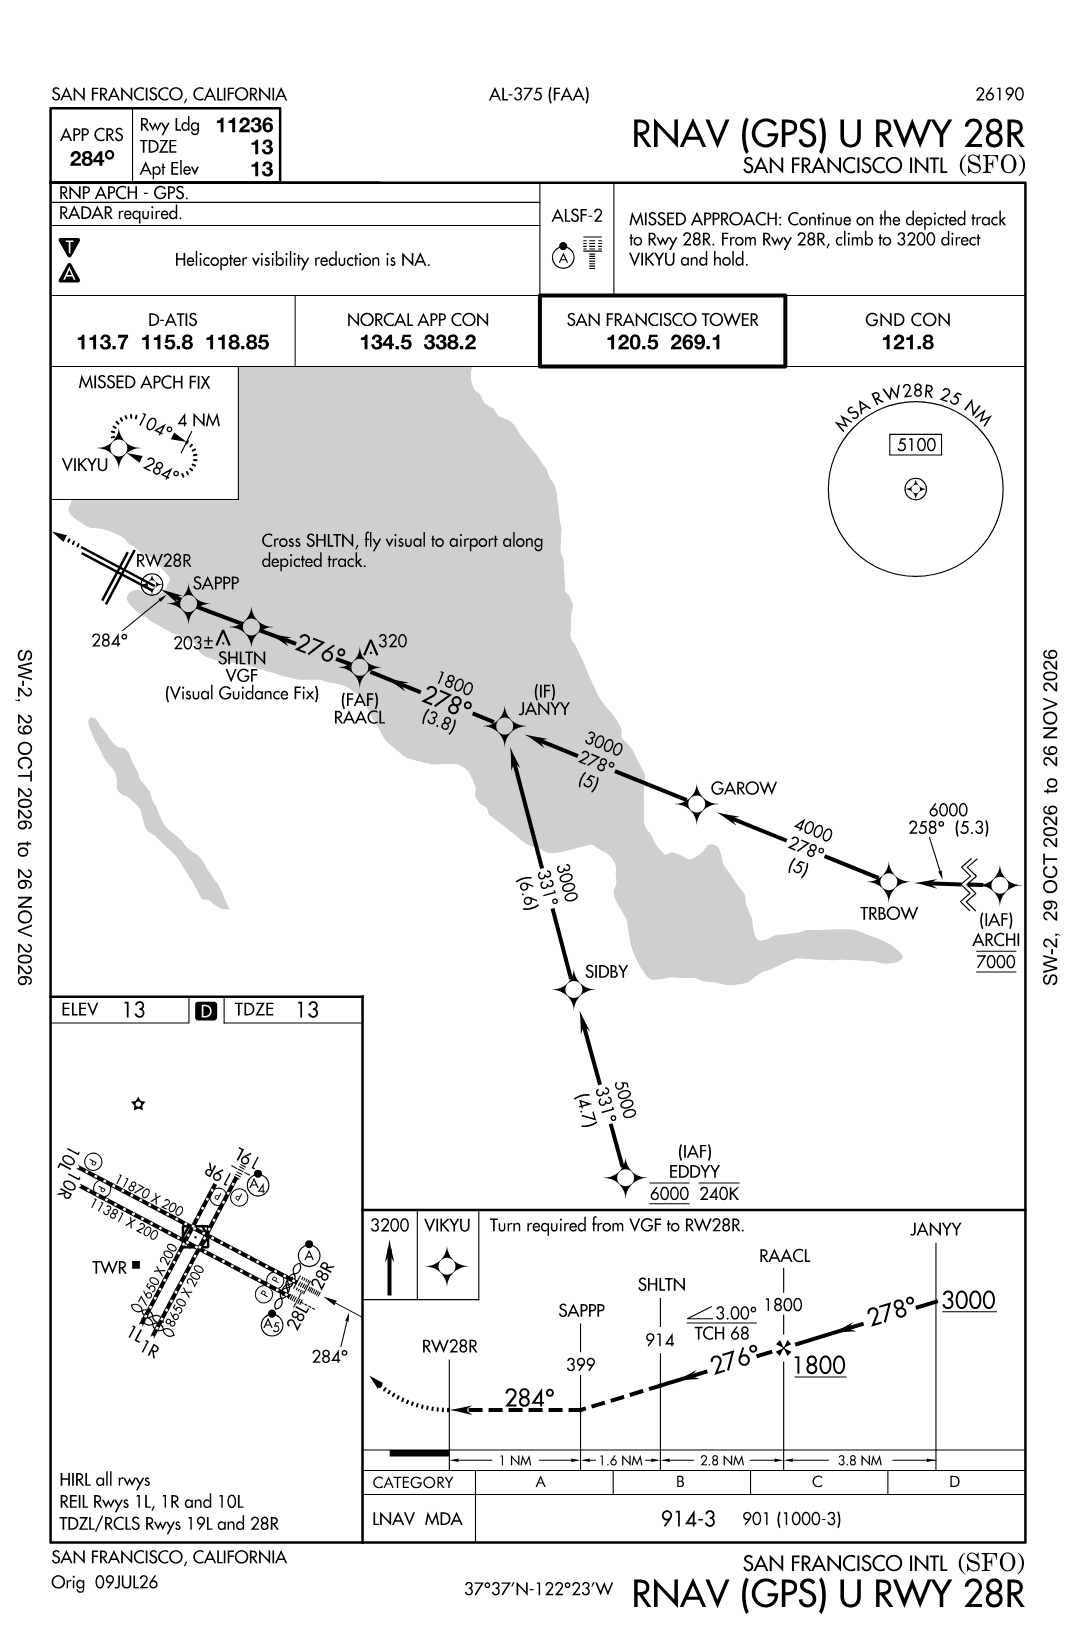 SAN FRANCISCO, CALIFORNIA
AL-375 (FAA)
26190
APP CRS
284°
Rwy Ldg 11236
TDZE 13
Apt Elev 13
RNAV (GPS) U RWY 28R
SAN FRANCISCO INTL (SFO)
RNP APCH - GPS.
RADAR required.
T
A
Helicopter visibility reduction is NA.
ALSF-2
A
MISSED APPROACH: Continue on the depicted track
to Rwy 28R. From Rwy 28R, climb to 3200 direct
VIKYU and hold.
D-ATIS
113.7 115.8 118.85
NORCAL APP CON
134.5 338.2
SAN FRANCISCO TOWER
120.5 269.1
GND CON
121.8
MISSED APCH FIX
104°
4 NM
VIKYU
284°
MSA RW28R 25 NM
5100
Cross SHLTN, fly visual to airport along
depicted track.
RW28R
SAPPP
284°
203±
SHLTN
VGF
(Visual Guidance Fix)
276°
320
(FAF)
RAACL
1800
278°
(3.8)
(IF)
JANYY
3000
278°
(5)
GAROW
4000
278°
(5)
TRBOW
6000
258° (5.3)
(IAF)
ARCHI
7000
3000
331°
(6.6)
SIDBY
5000
331°
(4.7)
(IAF)
EDDYY
6000 240K
SW-2, 29 OCT 2026 to 26 NOV 2026
SW-2, 29 OCT 2026 to 26 NOV 2026
ELEV 13
D
TDZE 13
10L
10R
P
P
11870 X 200
11381 X 200
19R
19L
P
P
A4
TWR
7650 X 200
8650 X 200
1L
1R
P
P
A
28R
28L
A5
284°
HIRL all rwys
REIL Rwys 1L, 1R and 10L
TDZL/RCLS Rwys 19L and 28R
3200
VIKYU
Turn required from VGF to RW28R.
JANYY
RAACL
SHLTN
SAPPP
RW28R
3.00°
TCH 68
1800
914
399
278°
3000
276°
1800
284°
1 NM
1.6 NM
2.8 NM
3.8 NM
CATEGORY
A
B
C
D
LNAV MDA
914-3 901 (1000-3)
SAN FRANCISCO, CALIFORNIA
Orig 09JUL26
37°37'N-122°23'W
SAN FRANCISCO INTL (SFO)
RNAV (GPS) U RWY 28R